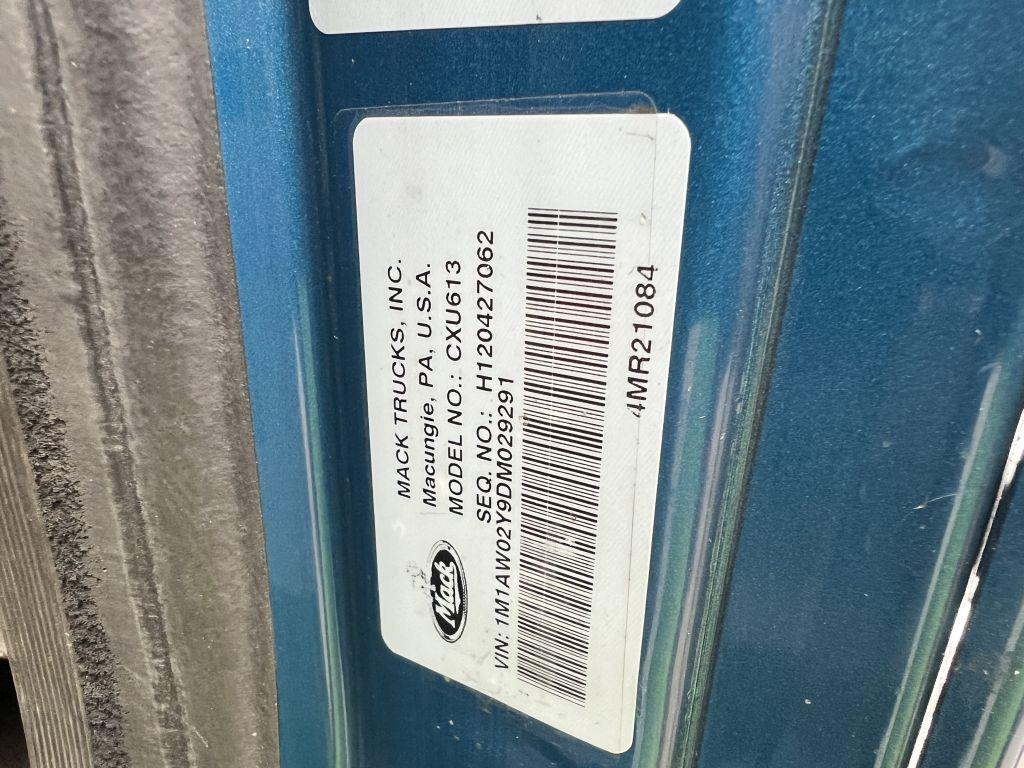 MACK TRUCKS, INC.
Macungie, PA, U.S.A.
MODEL NO.: CXU613
SEQ. NO.: H120427062
Mack
VIN: 1M1AW02Y9DM029291
4MR21084